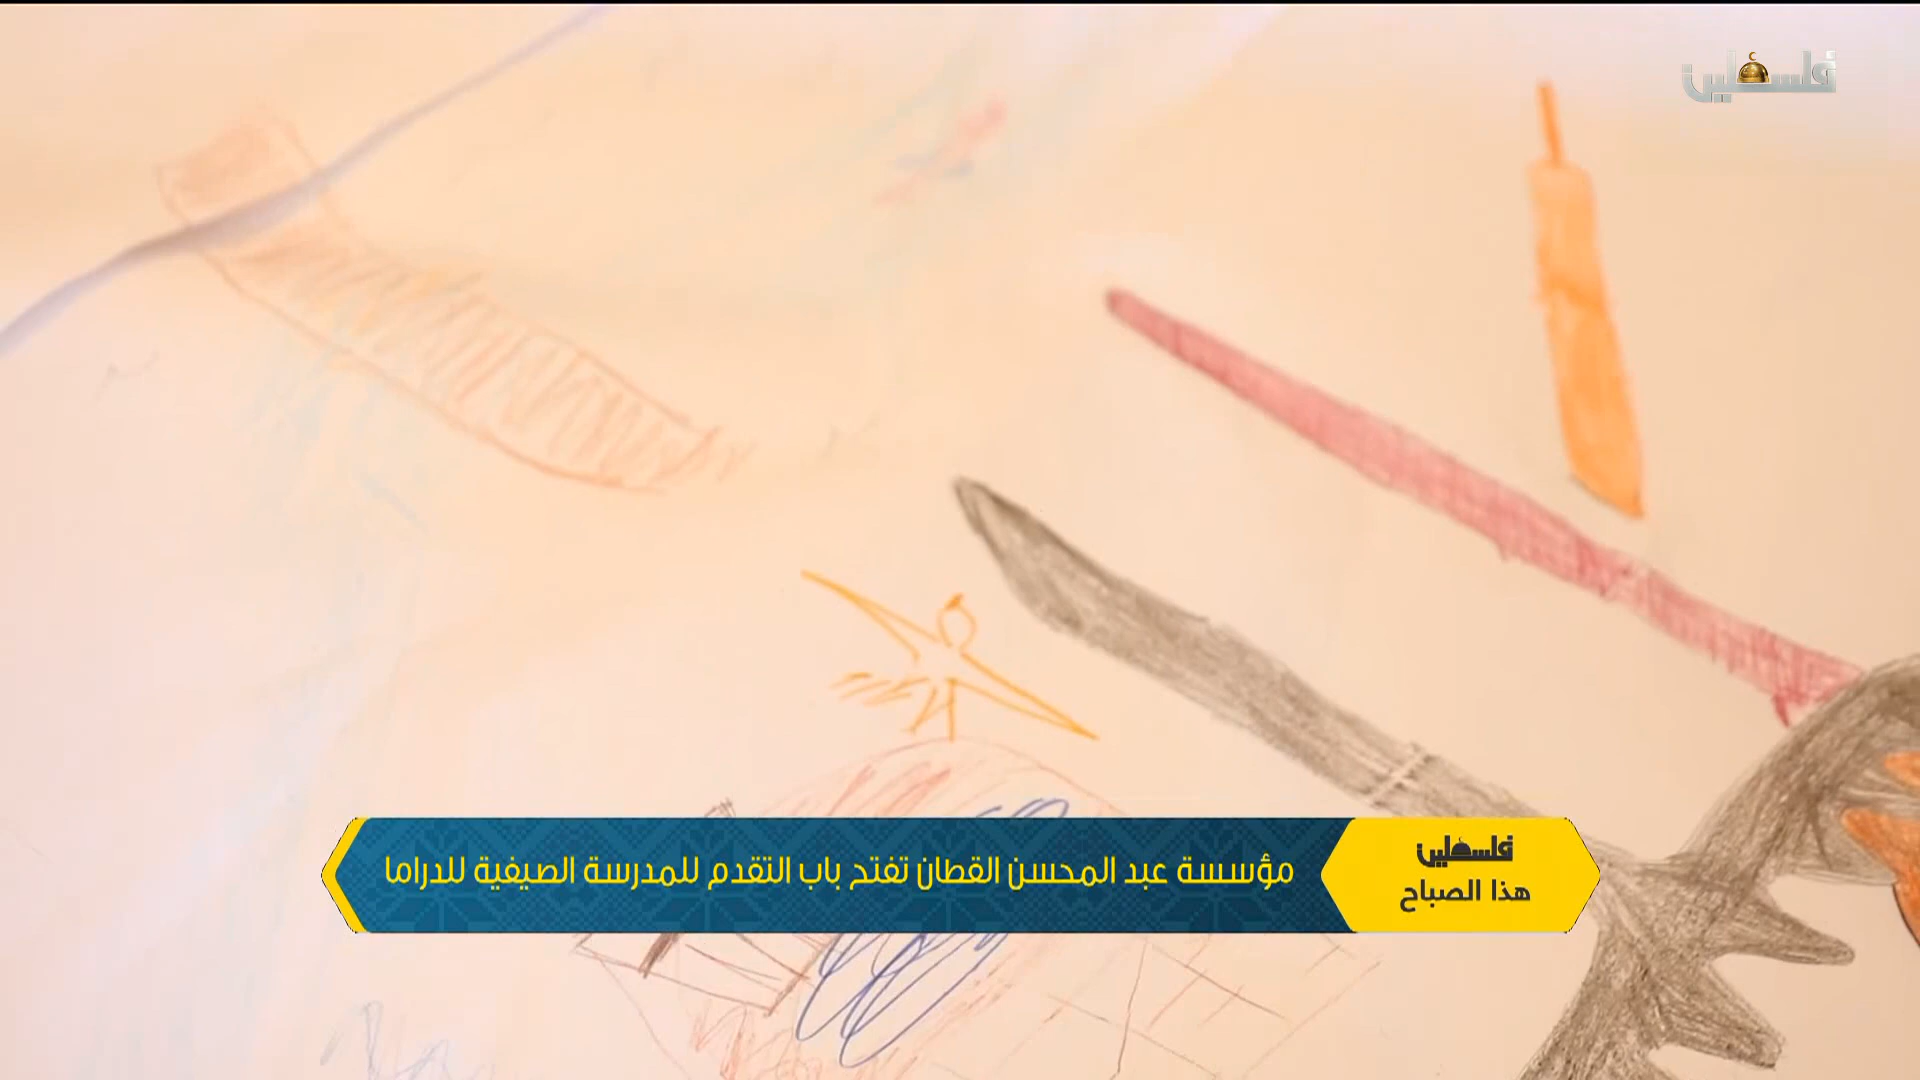 فلسطين
فلسطين
هذا الصباح
مؤسسة عبد المحسن القطان تفتح باب التقدم للمدرسة الصيفية للدراما